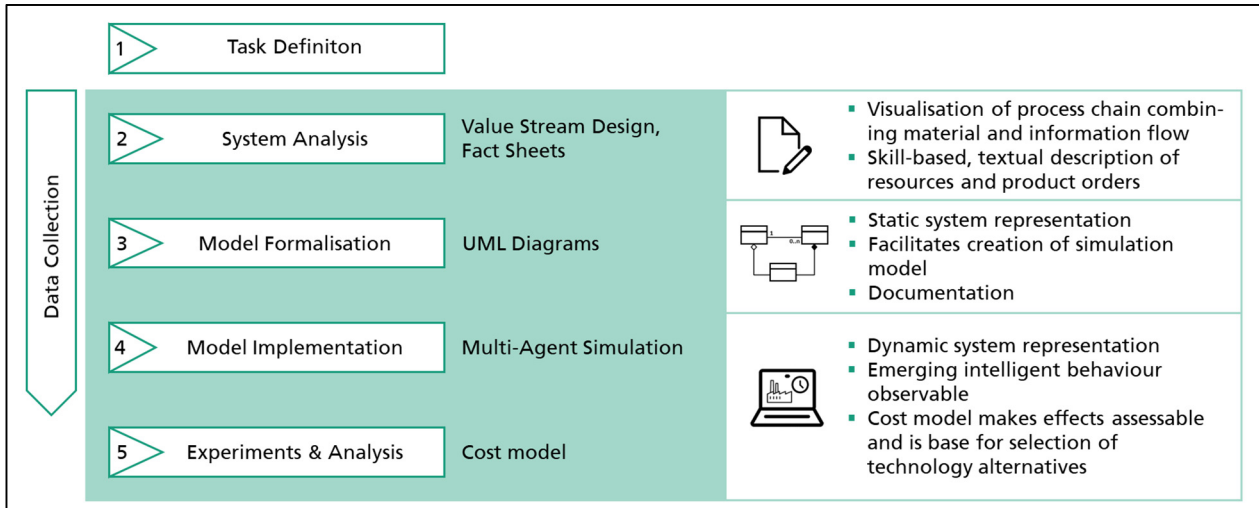 1
Task Definiton
Data Collection
2
System Analysis
Value Stream Design,
Fact Sheets
▪ Visualisation of process chain combin-
ing material and information flow
▪ Skill-based, textual description of
resources and product orders
3
Model Formalisation
UML Diagrams
1
0..n
▪ Static system representation
▪ Facilitates creation of simulation
model
▪ Documentation
4
Model Implementation
Multi-Agent Simulation
▪ Dynamic system representation
▪ Emerging intelligent behaviour
observable
▪ Cost model makes effects assessable
and is base for selection of
technology alternatives
5
Experiments & Analysis
Cost model